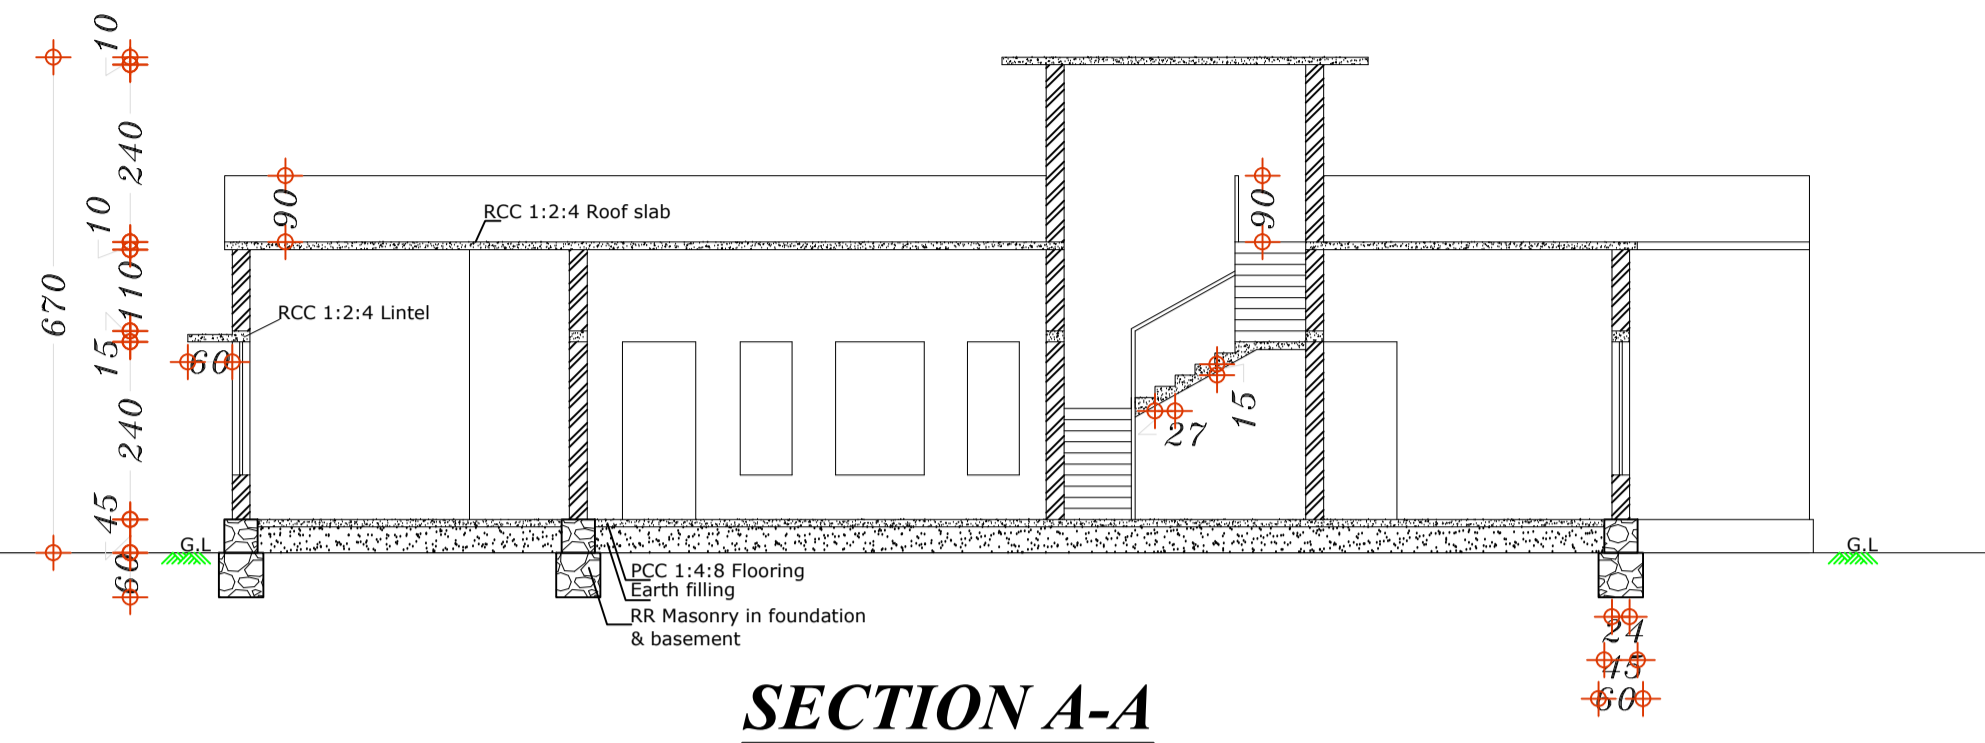 10
240
10
670
110
15
240
45
60
60
90
90
RCC 1:2:4 Roof slab
RCC 1:2:4 Lintel
15
27
G.L
G.L
PCC 1:4:8 Flooring
Earth filling
RR Masonry in foundation
& basement
24
45
60
SECTION A-A